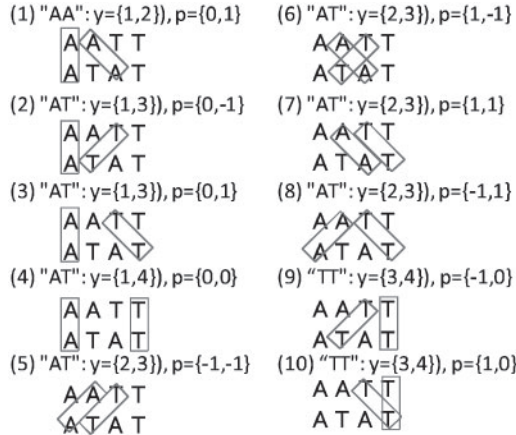 (1) "AA": y={1,2}), p={0,1}
A A T T
A T A T
(2) "AT": y={1,3}), p={0,-1}
A A T T
A T A T
(3) "AT": y={1,3}), p={0,1}
A A T T
A T A T
(4) "AT": y={1,4}), p={0,0}
A A T T
A T A T
(5) "AT": y={2,3}), p={-1,-1}
A A T T
A T A T
(6) "AT": y={2,3}), p={1,-1}
A A T T
A T A T
(7) "AT": y={2,3}), p={1,1}
A A T T
A T A T
(8) "AT": y={2,3}), p={-1,1}
A A T T
A T A T
(9) “TT": y={3,4}), p={-1,0}
A A T T
A T A T
(10) “TT": y={3,4}), p={1,0}
A A T T
A T A T